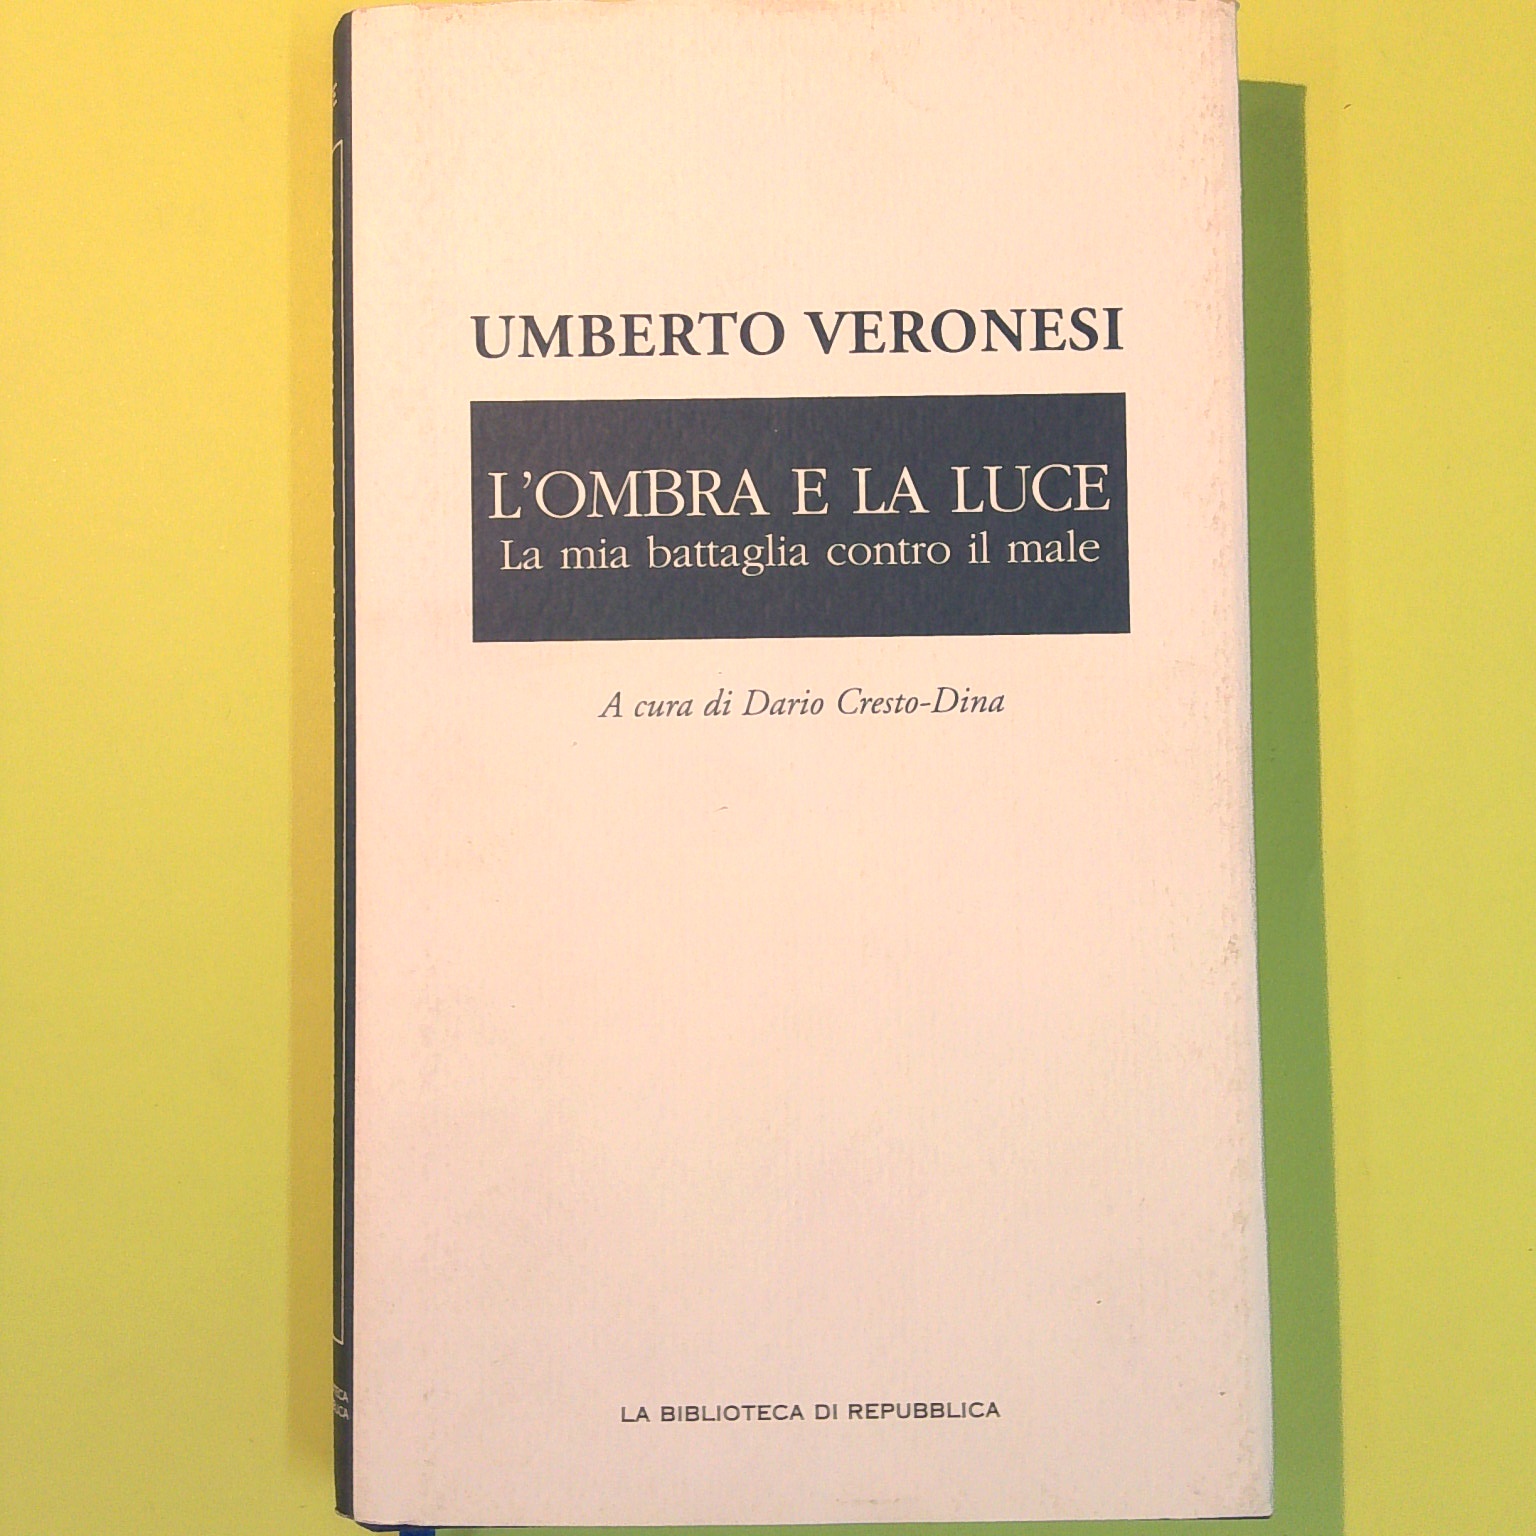 UMBERTO VERONESI
L'OMBRA E LA LUCE
La mia battaglia contro il male
A cura di Dario Cresto-Dina
LA BIBLIOTECA DI REPUBBLICA